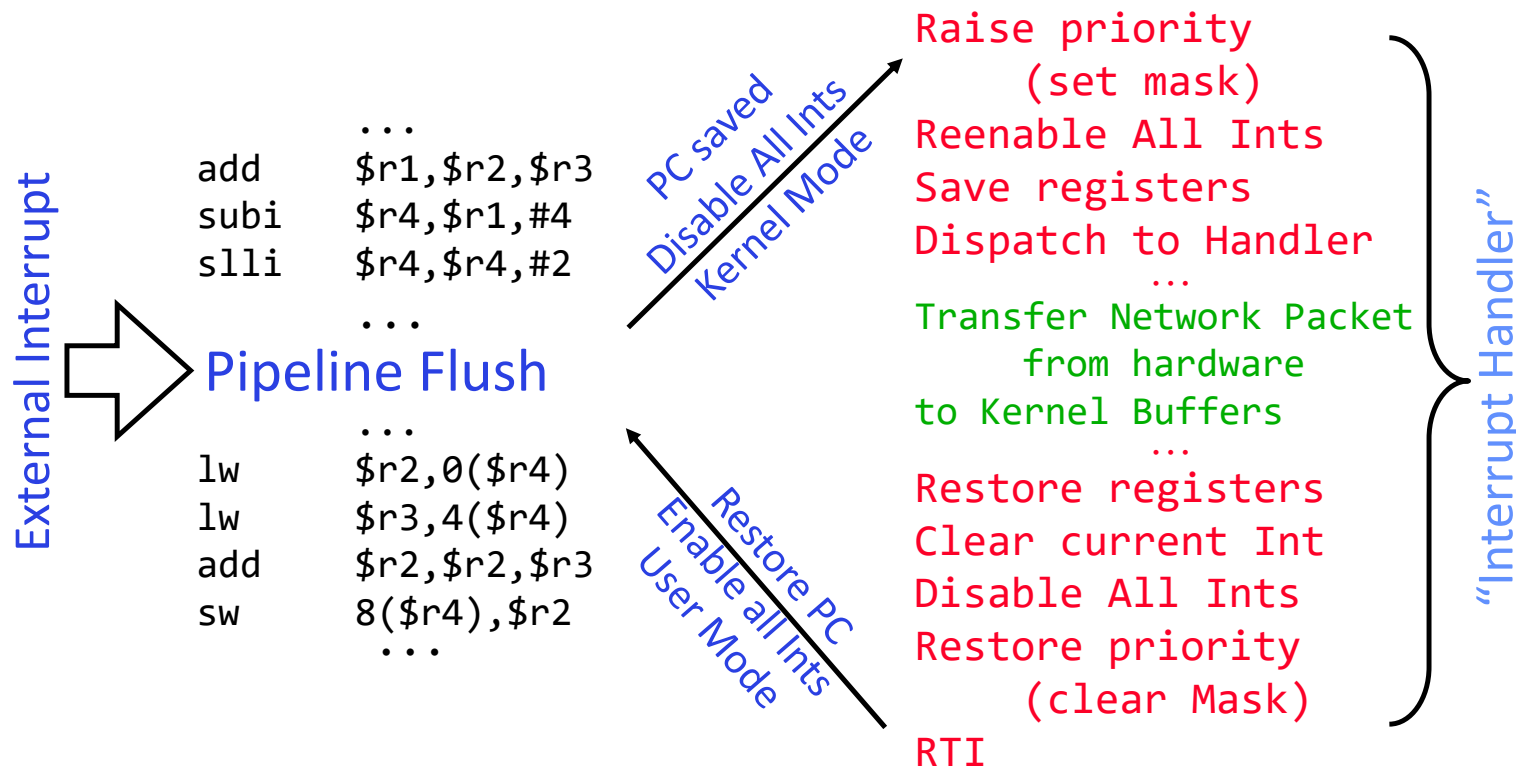 External Interrupt
...
add $r1,$r2,$r3
subi $r4,$r1,#4
slli $r4,$r4,#2
...
Pipeline Flush
...
lw $r2,0($r4)
lw $r3,4($r4)
add $r2,$r2,$r3
sw 8($r4),$r2
...
PC saved
Disable All Ints
Kernel Mode
Raise priority
(set mask)
Reenable All Ints
Save registers
Dispatch to Handler
...
Transfer Network Packet
from hardware
to Kernel Buffers
...
Restore registers
Clear current Int
Disable All Ints
Restore priority
(clear Mask)
RTI
Restore PC
Enable all Ints
User Mode
“Interrupt Handler”